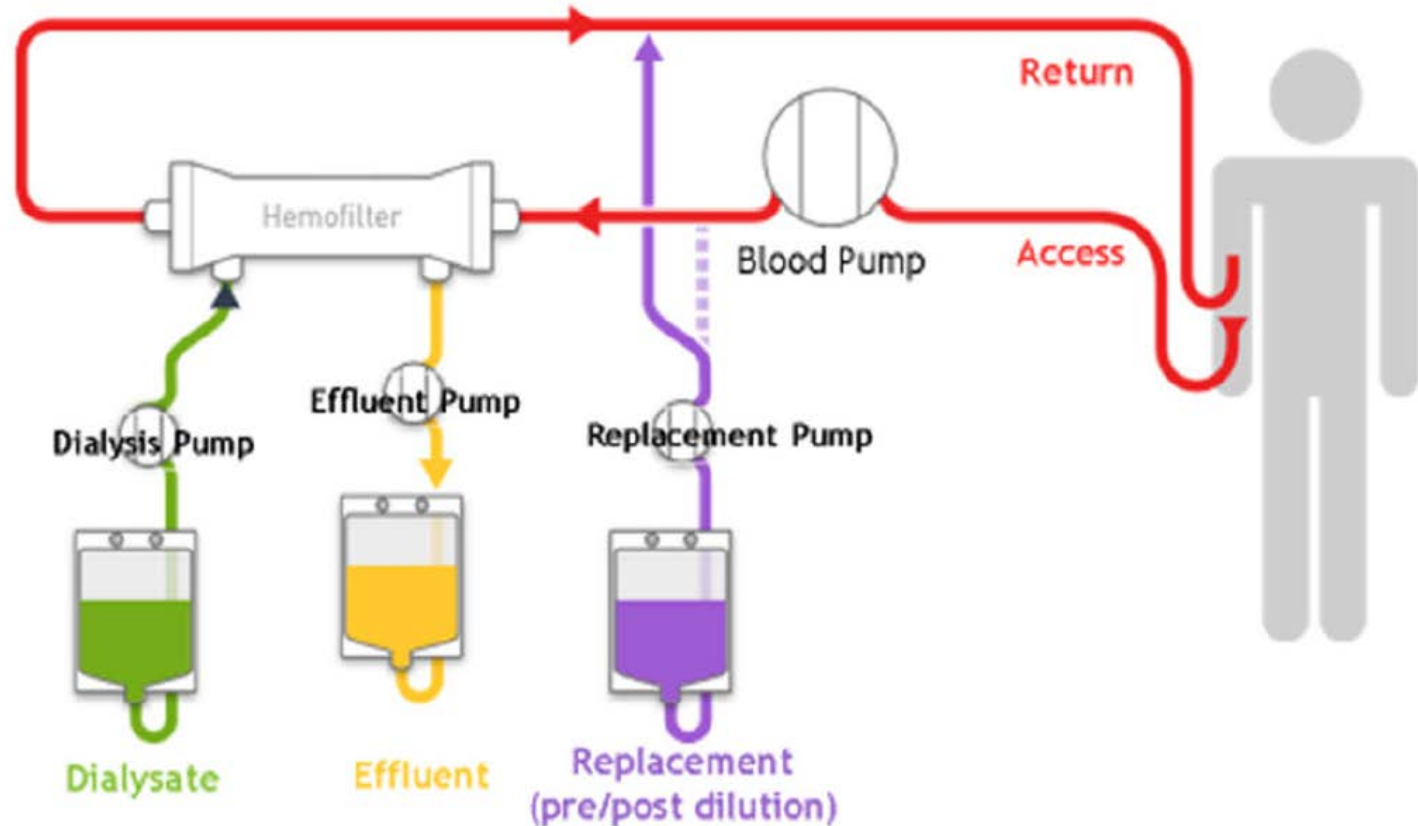 Return
Hemofilter
Access
Blood Pump
Effluent Pump
Dialysis Pump
Replacement Pump
Dialysate
Effluent
Replacement
(pre/post dilution)